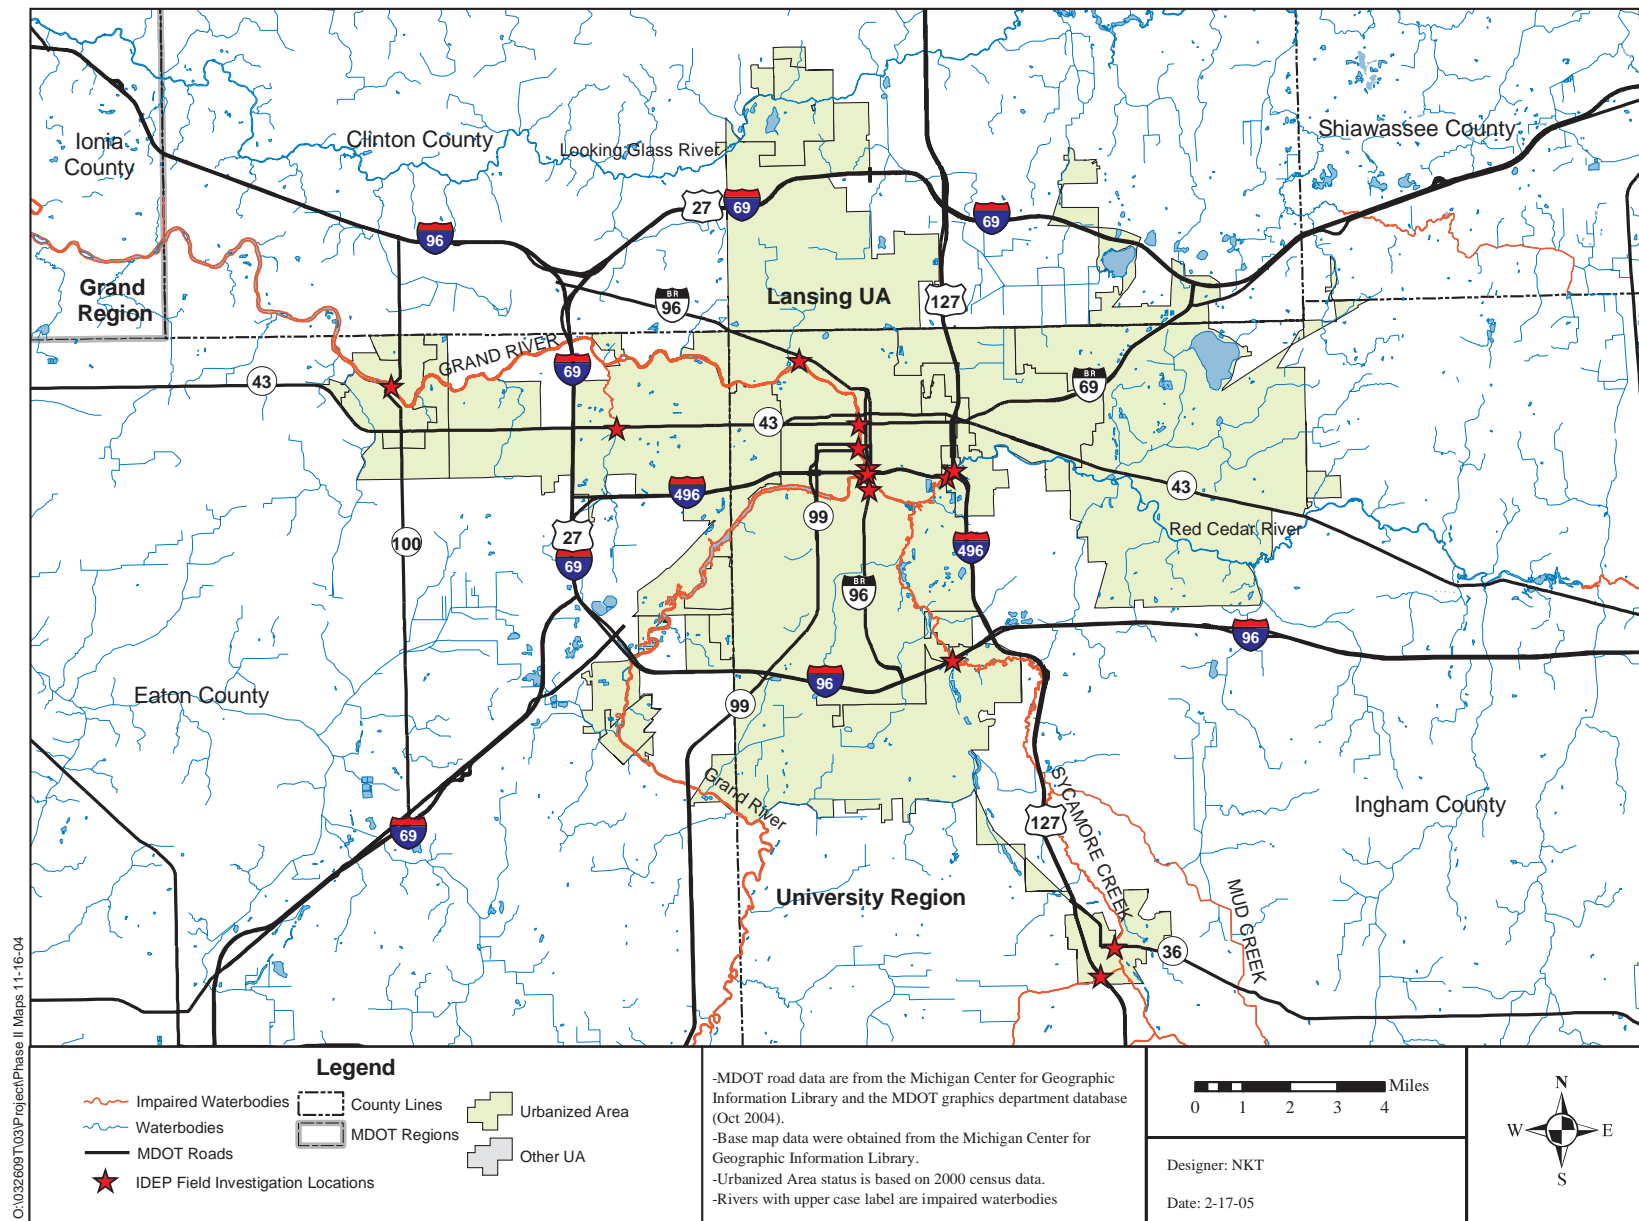 Ionia
County
Clinton County
Looking Glass River
Shiawassee County
27
69
69
96
Grand
Region
BR
96
Lansing UA
127
GRAND RIVER
69
43
BR
69
43
496
99
43
Red Cedar River
100
27
69
496
BR
96
96
Eaton County
96
99
69
Grand River
127
SYCAMORE CREEK
Ingham County
University Region
MUD CREEK
36
O:\032609T\03\Project\Phase II Maps 11-16-04
Legend
Impaired Waterbodies
Waterbodies
MDOT Roads
IDEP Field Investigation Locations
County Lines
MDOT Regions
Urbanized Area
Other UA
-MDOT road data are from the Michigan Center for Geographic
Information Library and the MDOT graphics department database
(Oct 2004).
-Base map data were obtained from the Michigan Center for
Geographic Information Library.
-Urbanized Area status is based on 2000 census data.
-Rivers with upper case label are impaired waterbodies
Miles
0 1 2 3 4
Designer: NKT
Date: 2-17-05
N
W E
S